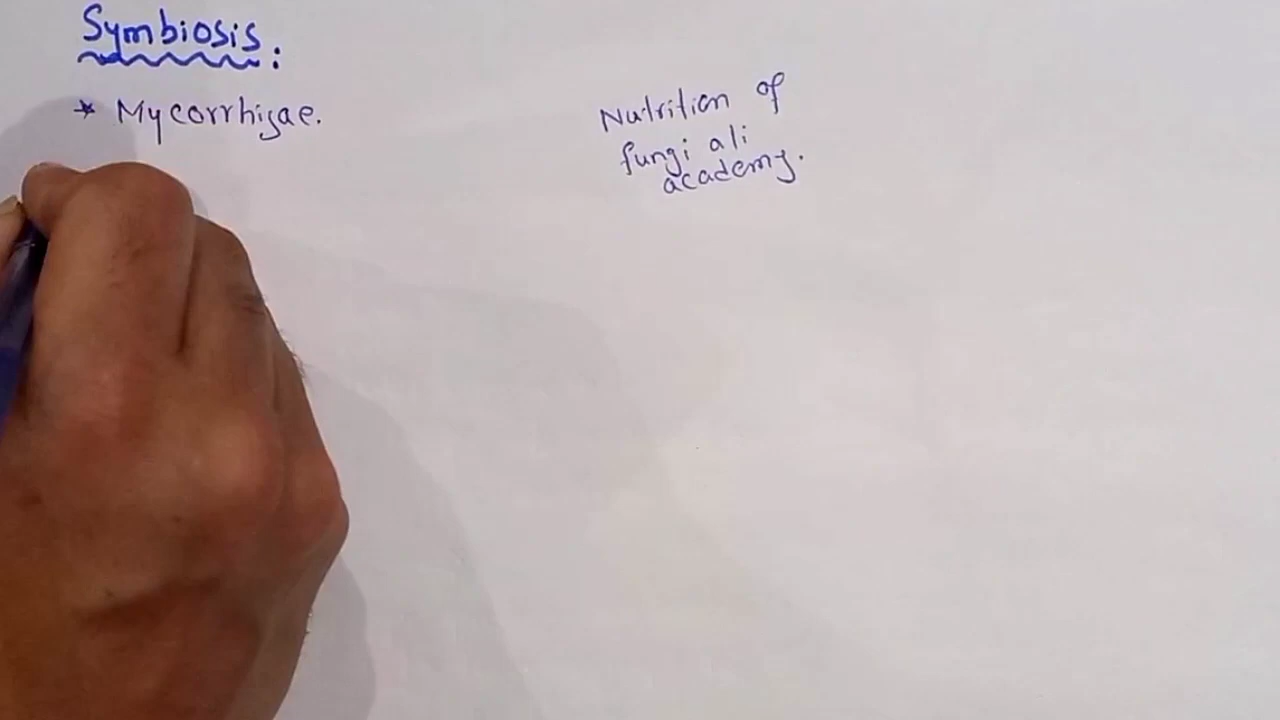 Symbiosis:
* Mycorrhizae.
Nutrition of
fungi ali
academy.